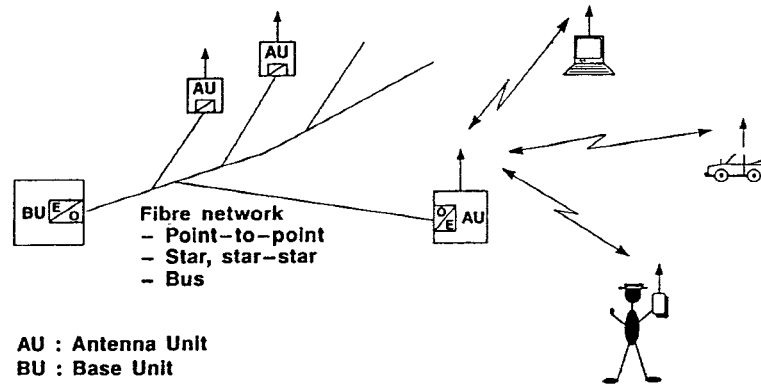 AU
AU
BU E/O
O/E AU
Fibre network
– Point–to–point
– Star, star–star
– Bus
AU : Antenna Unit
BU : Base Unit